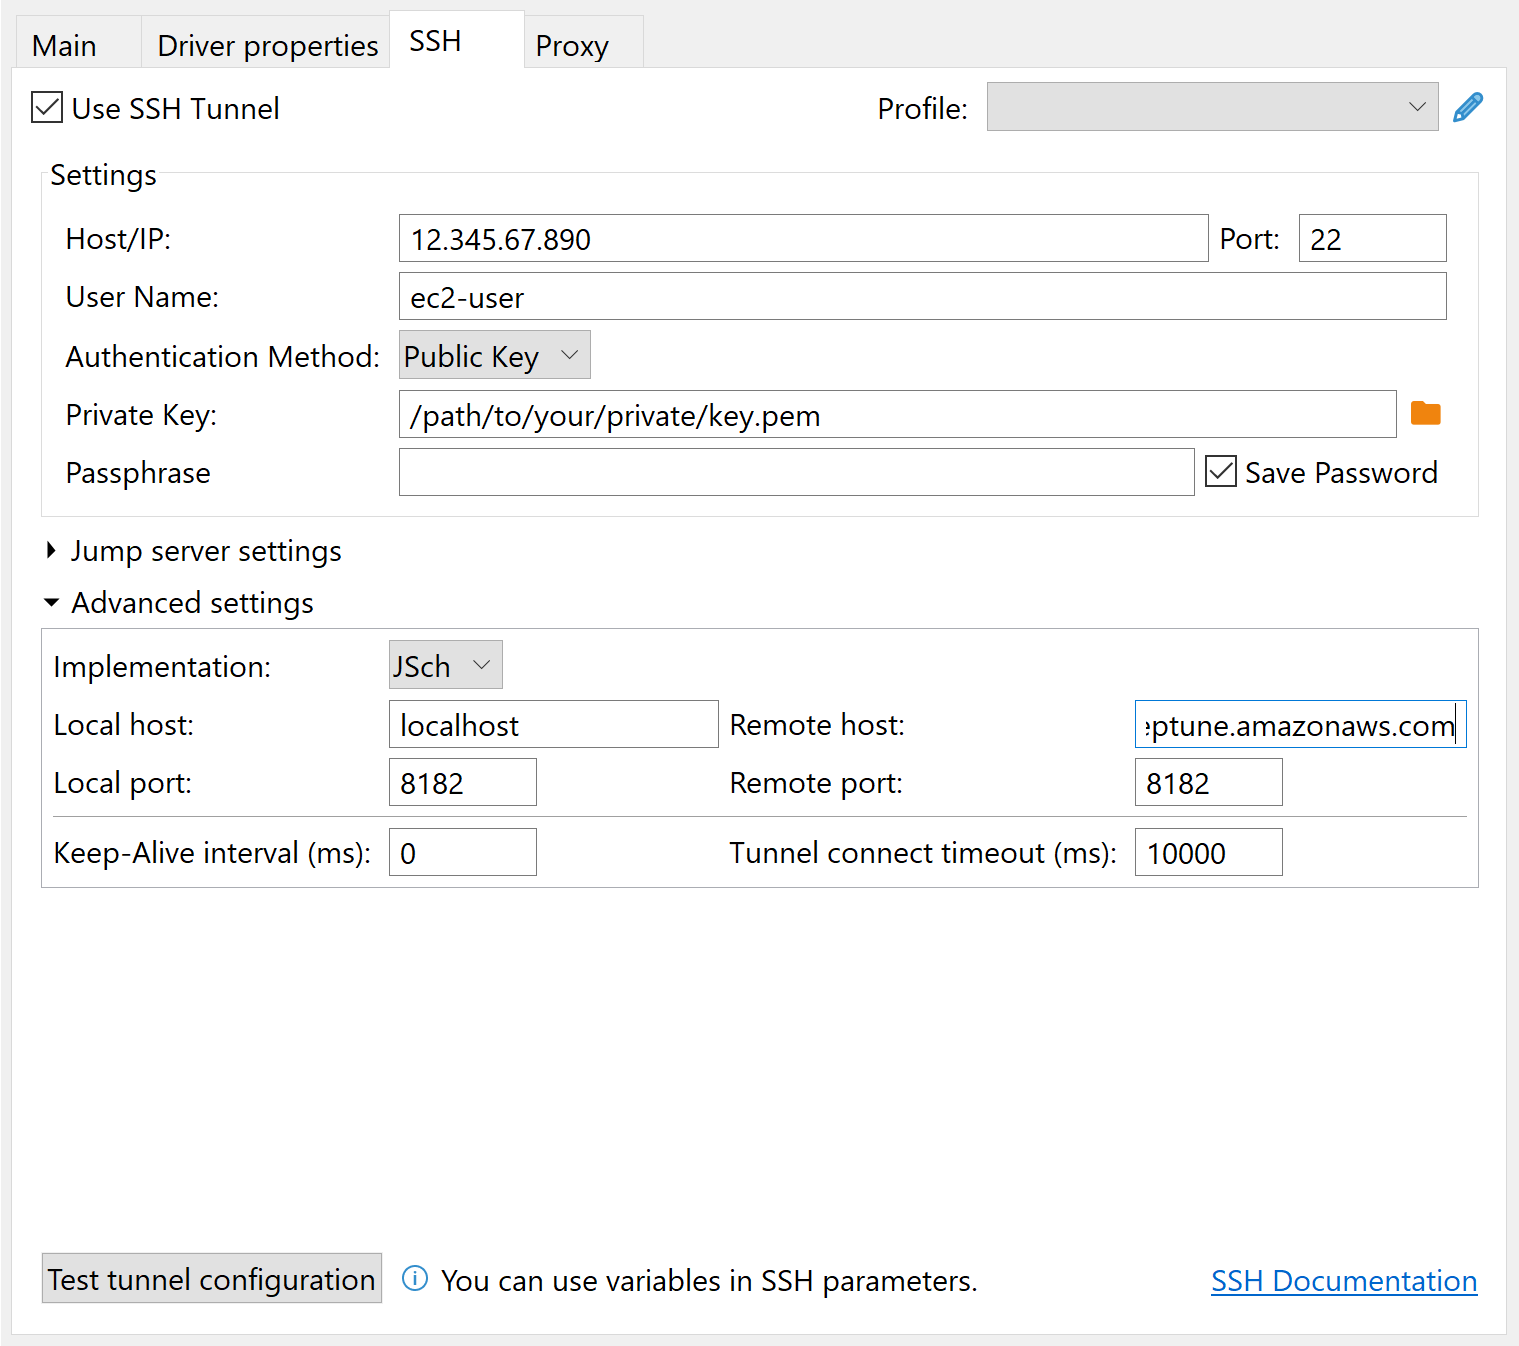 Main Driver properties SSH Proxy
Use SSH Tunnel Profile:
Settings
Host/IP: 12.345.67.890 Port: 22
User Name: ec2-user
Authentication Method: Public Key
Private Key: /path/to/your/private/key.pem
Passphrase Save Password
Jump server settings
Advanced settings
Implementation: JSch
Local host: localhost Remote host: eptune.amazonaws.com
Local port: 8182 Remote port: 8182
Keep-Alive interval (ms): 0 Tunnel connect timeout (ms): 10000
Test tunnel configuration You can use variables in SSH parameters. SSH Documentation